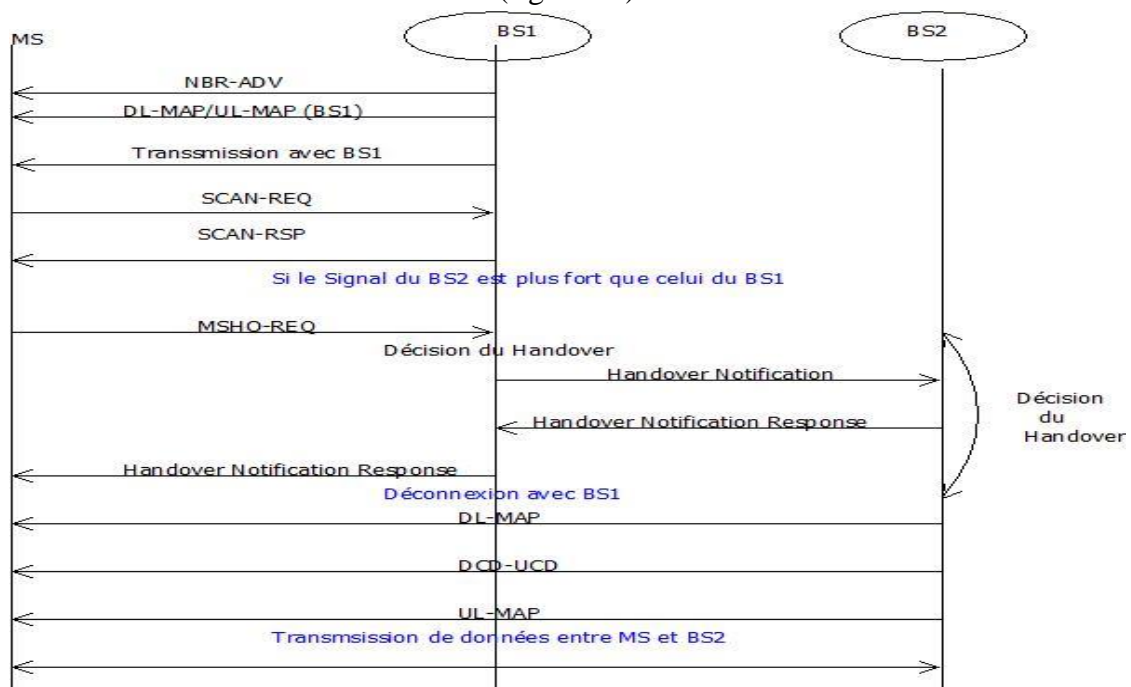 MS
BS1
BS2
NBR-ADV
DL-MAP/UL-MAP (BS1)
Transsmission avec BS1
SCAN-REQ
SCAN-RSP
Si le Signal du BS2 est plus fort que celui du BS1
MSHO-REQ
Décision du Handover
Handover Notification
Décision
du
Handover
Handover Notification Response
Handover Notification Response
Déconnexion avec BS1
DL-MAP
DCD-UCD
UL-MAP
Transmsission de données entre MS et BS2